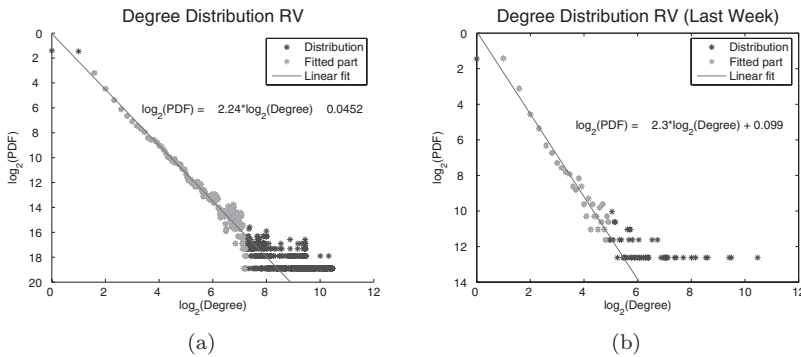 Degree Distribution RV
Distribution
Fitted part
Linear fit
log2(PDF) = 2.24*log2(Degree) 0.0452
log2(PDF)
0
2
4
6
8
10
12
14
16
18
20
0 2 4 6 8 10 12
log2(Degree)
(a)
Degree Distribution RV (Last Week)
Distribution
Fitted part
Linear fit
log2(PDF) = 2.3*log2(Degree) + 0.099
log2(PDF)
0
2
4
6
8
10
12
14
0 2 4 6 8 10 12
log2(Degree)
(b)